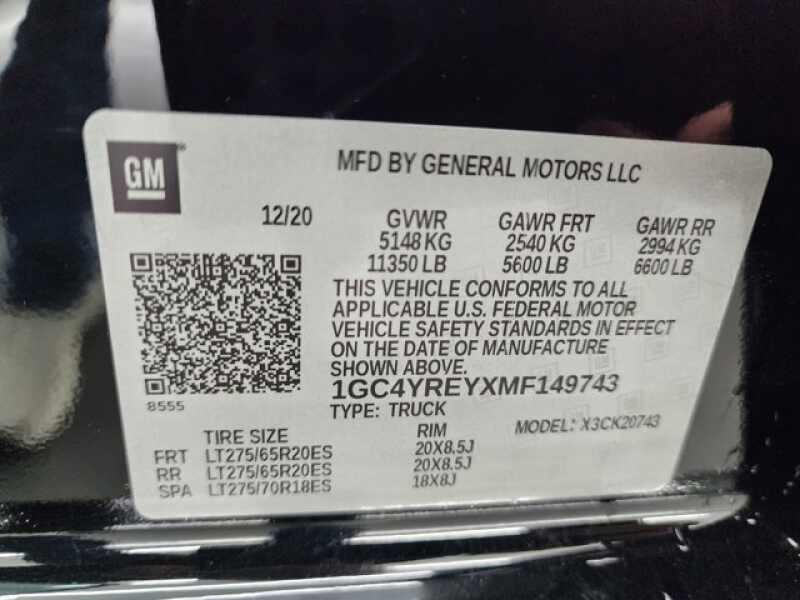 GM
MFD BY GENERAL MOTORS LLC
12/20 GVWR GAWR FRT GAWR RR
5148 KG 2540 KG 2994 KG
11350 LB 5600 LB 6600 LB
THIS VEHICLE CONFORMS TO ALL
APPLICABLE U.S. FEDERAL MOTOR
VEHICLE SAFETY STANDARDS IN EFFECT
ON THE DATE OF MANUFACTURE
SHOWN ABOVE.
8555
1GC4YREYXMF149743
TYPE: TRUCK
MODEL: X3CK20743
TIRE SIZE RIM
FRT LT275/65R20ES 20X8.5J
RR LT275/65R20ES 20X8.5J
SPA LT275/70R18ES 18X8J